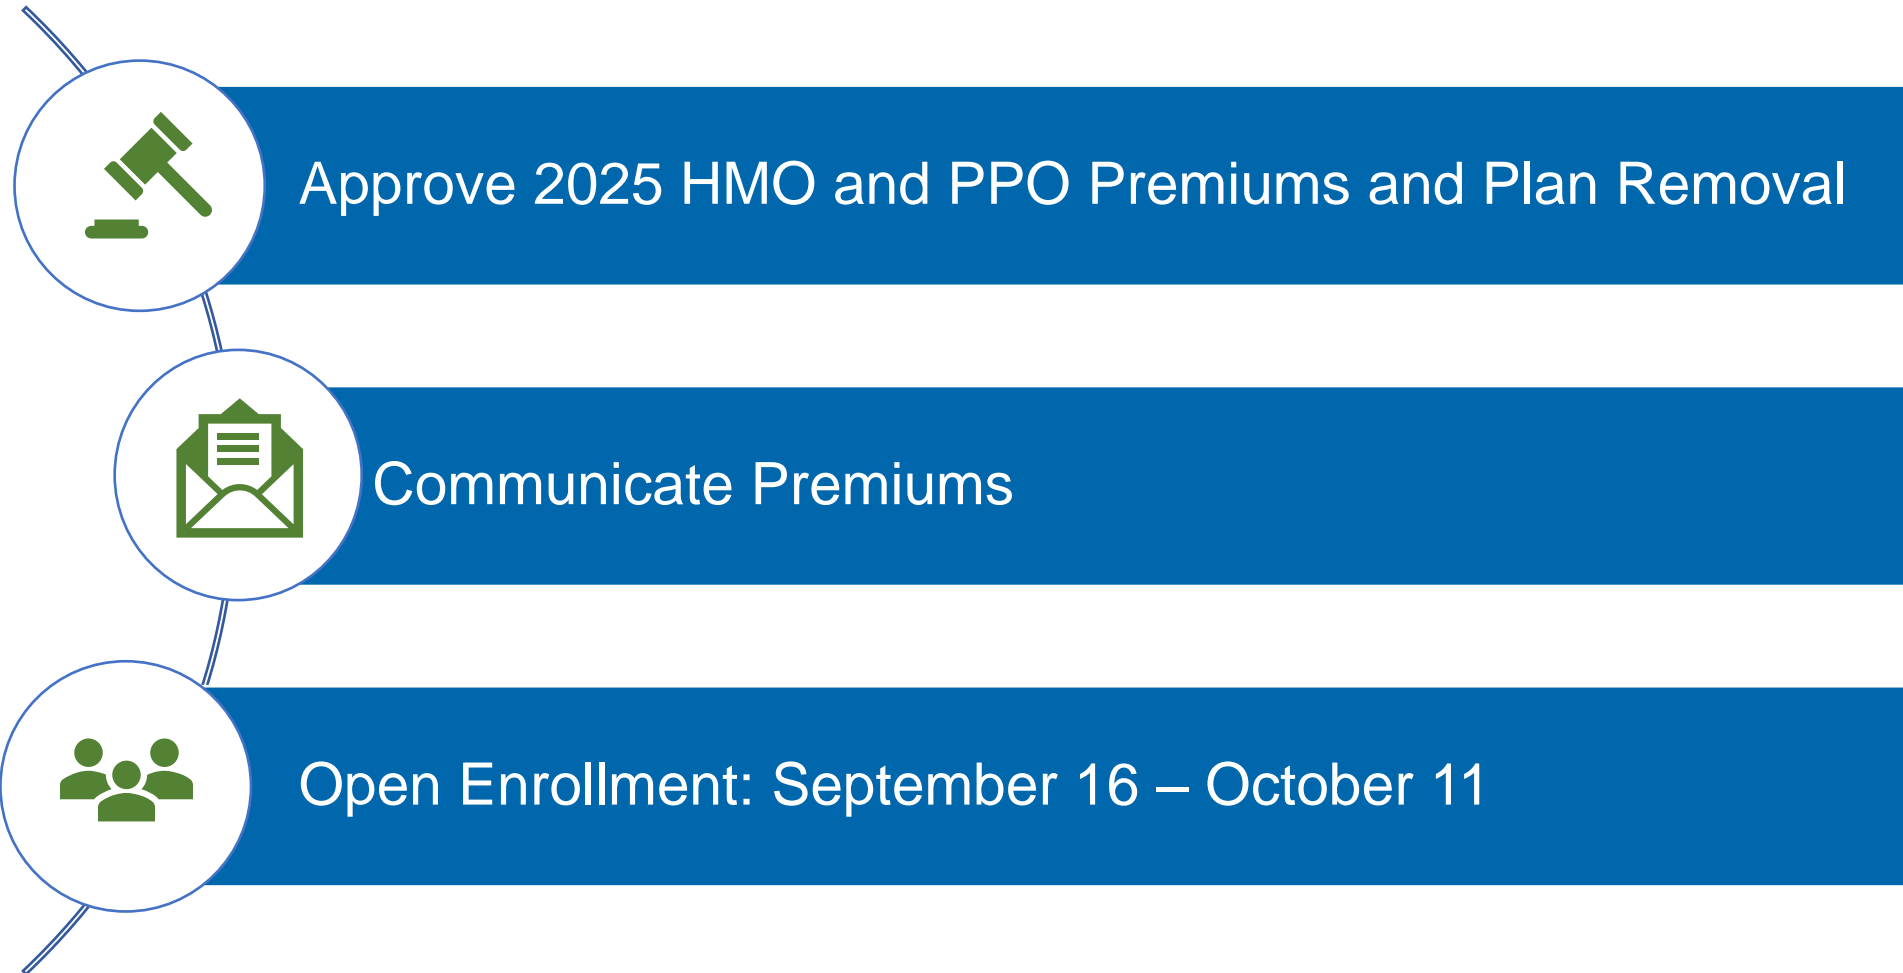 Approve 2025 HMO and PPO Premiums and Plan Removal
Communicate Premiums
Open Enrollment: September 16 – October 11